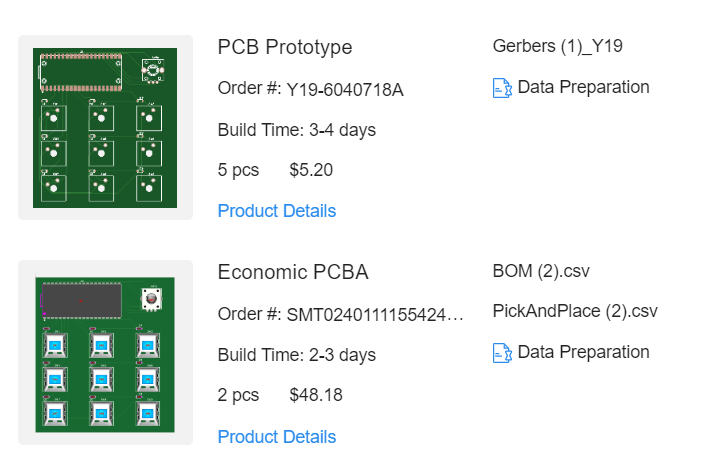 PCB Prototype
Gerbers (1)_Y19
Order #: Y19-6040718A
Data Preparation
Build Time: 3-4 days
5 pcs $5.20
Product Details
Economic PCBA
BOM (2).csv
Order #: SMT0240111155424…
PickAndPlace (2).csv
Build Time: 2-3 days
Data Preparation
2 pcs $48.18
Product Details